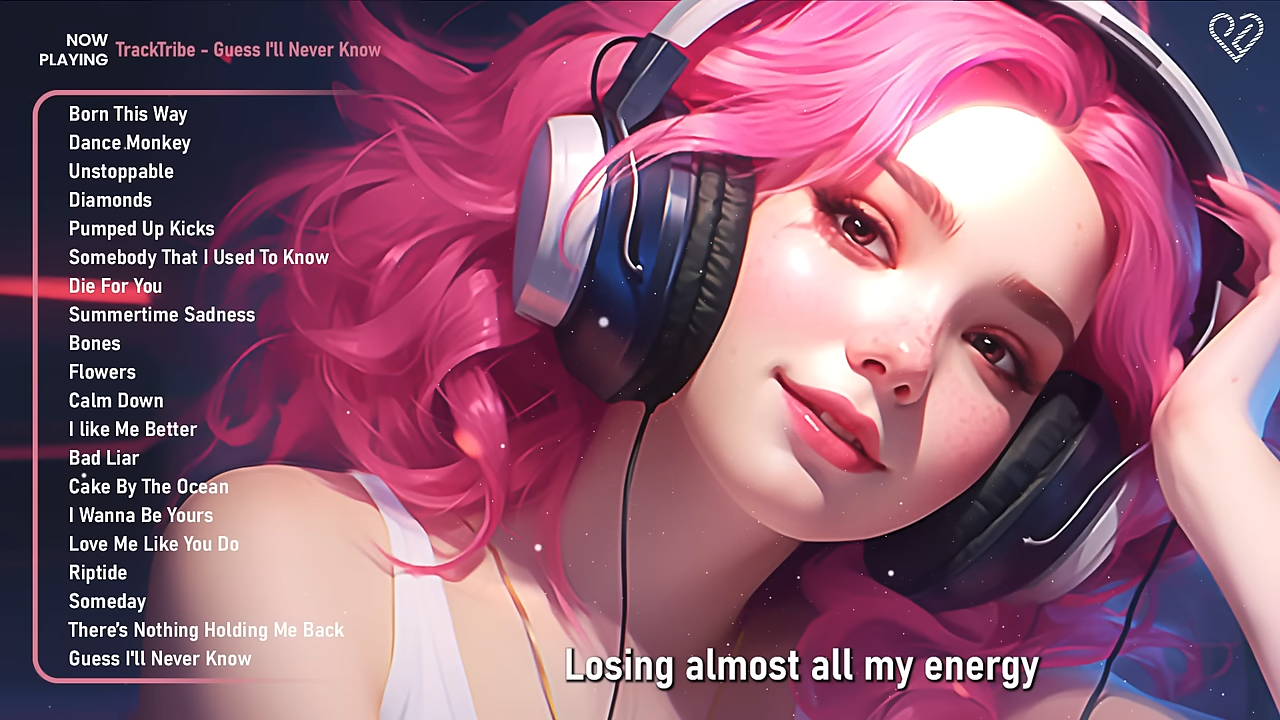 NOW
PLAYING
TrackTribe - Guess I'll Never Know
Born This Way
Dance Monkey
Unstoppable
Diamonds
Pumped Up Kicks
Somebody That I Used To Know
Die For You
Summertime Sadness
Bones
Flowers
Calm Down
I like Me Better
Bad Liar
Cake By The Ocean
I Wanna Be Yours
Love Me Like You Do
Riptide
Someday
There's Nothing Holding Me Back
Guess I'll Never Know
Losing almost all my energy